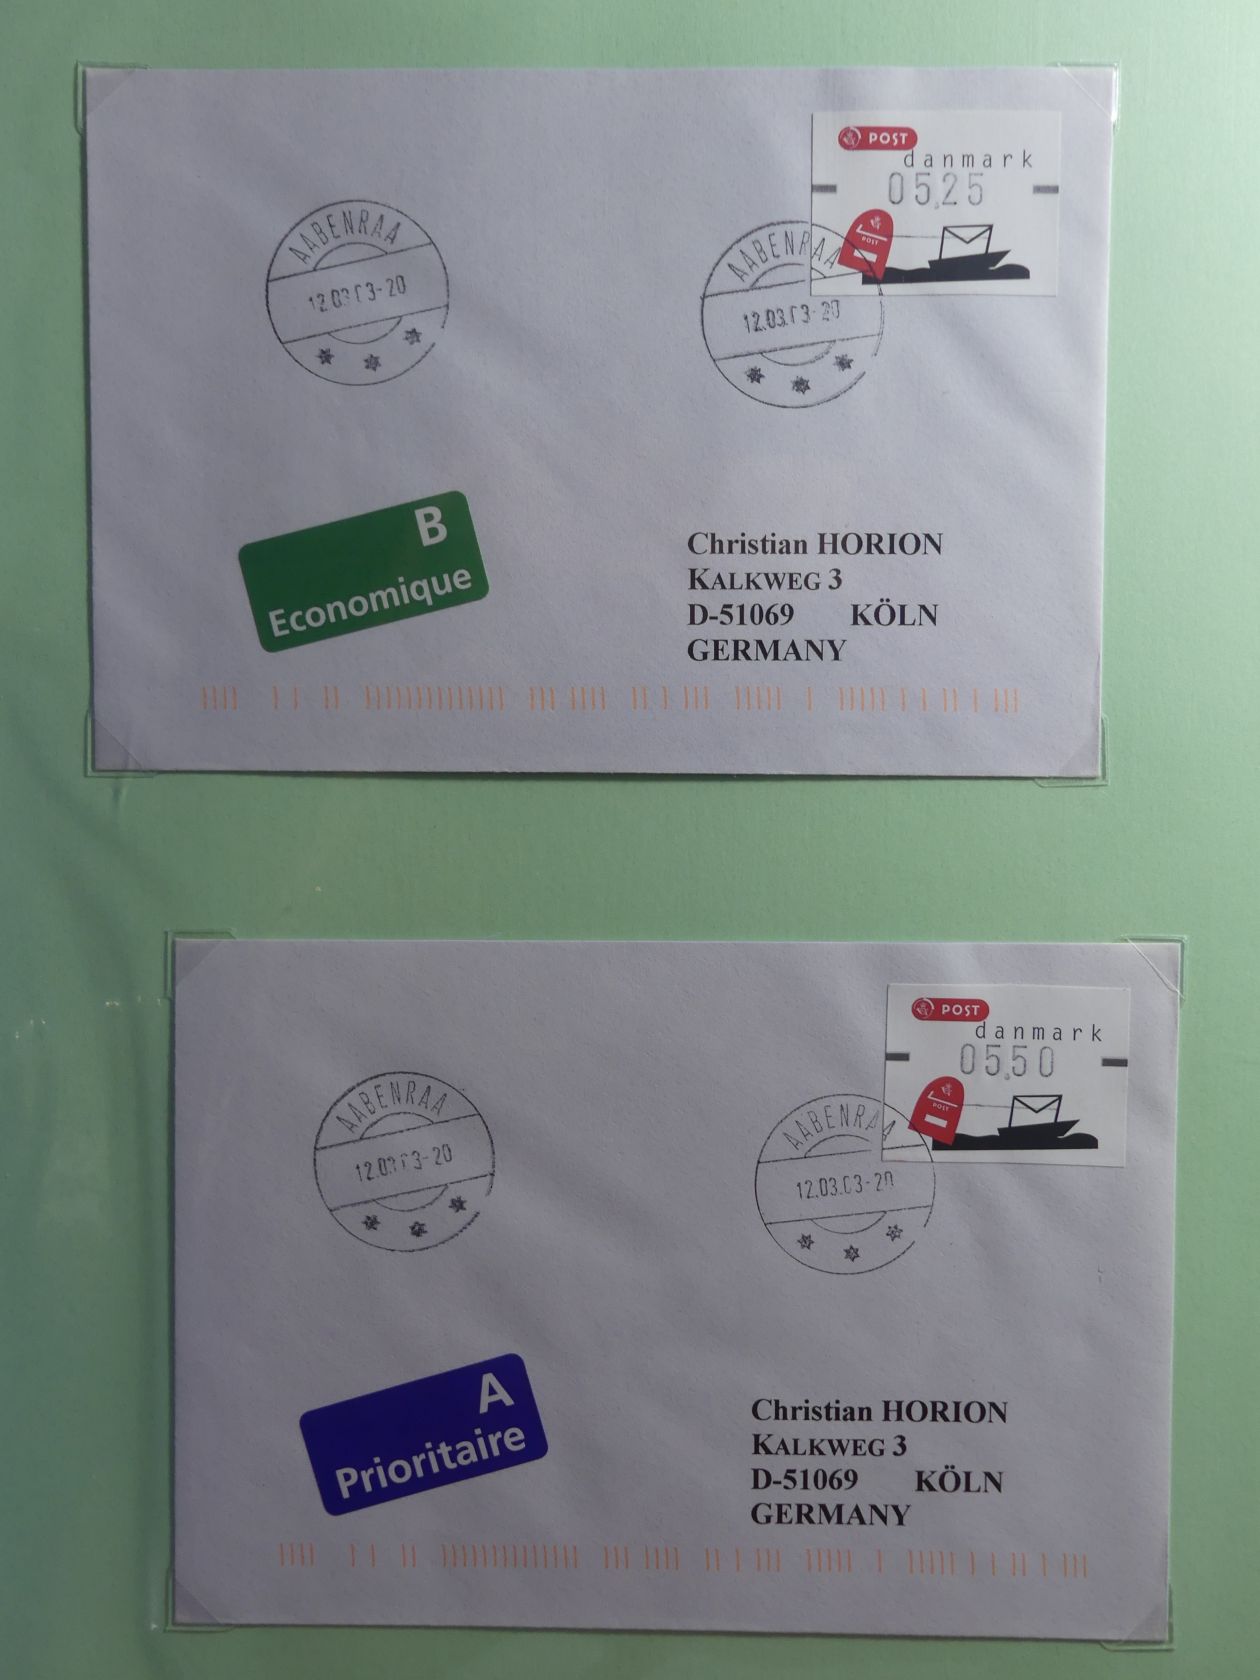 POST
danmark
05,25
POST
AABENRAA
12.03.03-20
AABENRAA
12.03.03-20
B
Economique
Christian HORION
KALKWEG 3
D-51069 KÖLN
GERMANY
POST
danmark
05,50
POST
AABENRAA
12.03.03-20
AABENRAA
12.03.03-20
A
Prioritaire
Christian HORION
KALKWEG 3
D-51069 KÖLN
GERMANY